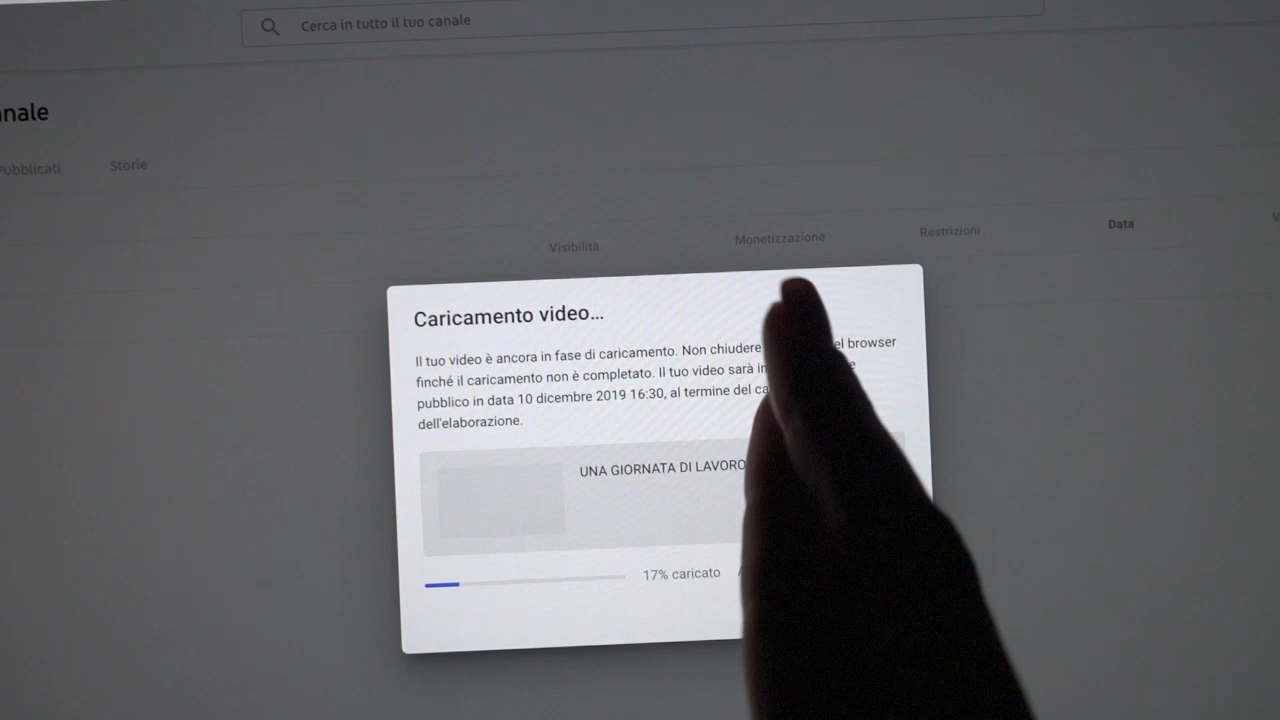 Cerca in tutto il tuo canale
Pubblicati Storie
Visibilità Monetizzazione Restrizioni Data
Caricamento video...
Il tuo video è ancora in fase di caricamento. Non chiudere browser
finché il caricamento non è completato. Il tuo video sarà
pubblico in data 10 dicembre 2019 16:30, al termine del
dell'elaborazione.
UNA GIORNATA DI LAVORO
17% caricato